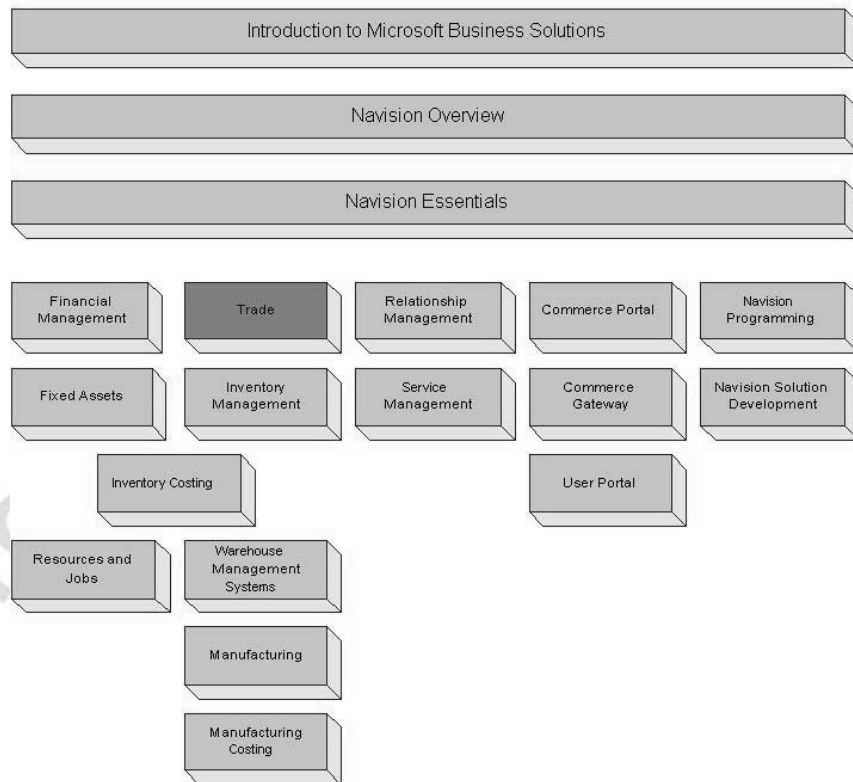 Introduction to Microsoft Business Solutions
Navision Overview
Navision Essentials
Financial
Management
Trade
Relationship
Management
Commerce Portal
Navision
Programming
Fixed Assets
Inventory
Management
Service
Management
Commerce
Gateway
Navision Solution
Development
Inventory Costing
User Portal
Resources and
Jobs
Warehouse
Management
Systems
Manufacturing
Manufacturing
Costing